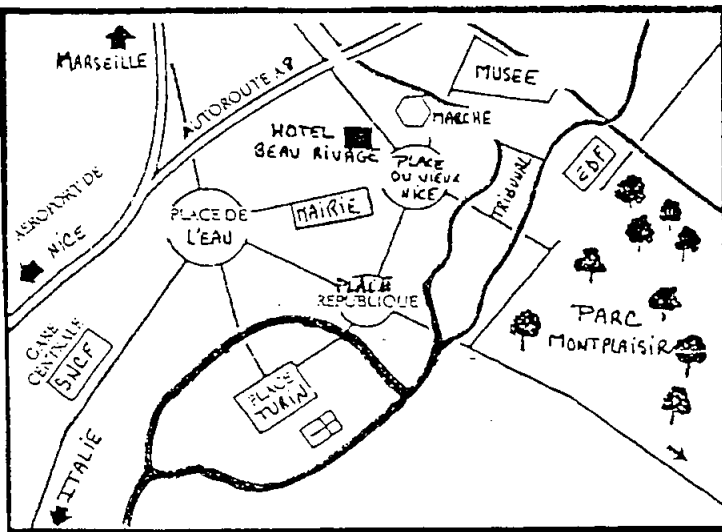 MARSEILLE
AUTOROUTE A8
MUSEE
MARCHE
HOTEL
BEAU RIVAGE
PLACE
DU VIEUX
NICE
TRIBUNAL
EDF
AEROPORT DE
NICE
PLACE DE
L'EAU
MAIRIE
PLACE
REPUBLIQUE
PARC
MONTPLAISIR
GARE
CENTRALE
SNCF
PLACE
TURIN
ITALIE